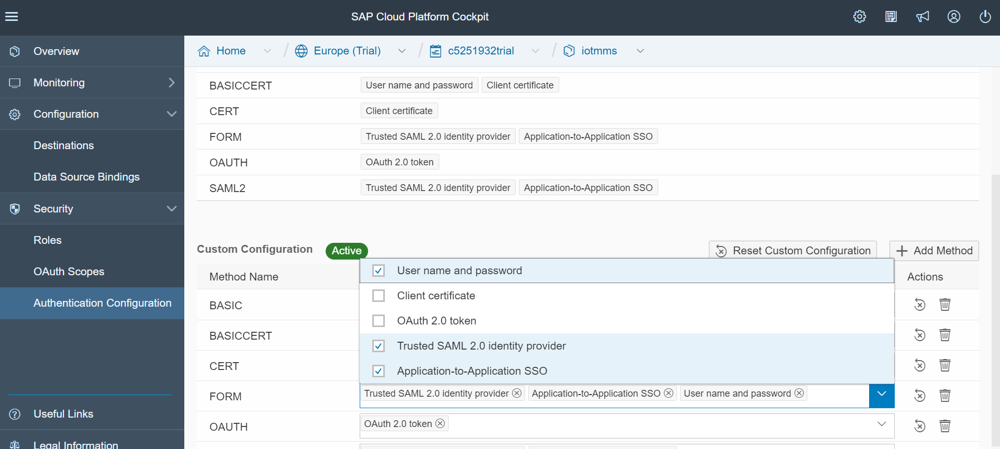 SAP Cloud Platform Cockpit
Home
Europe (Trial)
c5251932trial
iotmms
Overview
Monitoring
Configuration
Destinations
Data Source Bindings
Security
Roles
OAuth Scopes
Authentication Configuration
Useful Links
Legal Information
BASICCERT User name and password Client certificate
CERT Client certificate
FORM Trusted SAML 2.0 identity provider Application-to-Application SSO
OAUTH OAuth 2.0 token
SAML2 Trusted SAML 2.0 identity provider Application-to-Application SSO
Custom Configuration Active Reset Custom Configuration Add Method
Method Name Actions
User name and password
Client certificate
OAuth 2.0 token
Trusted SAML 2.0 identity provider
Application-to-Application SSO
BASIC
BASICCERT
CERT
FORM Trusted SAML 2.0 identity provider Application-to-Application SSO User name and password
OAUTH OAuth 2.0 token